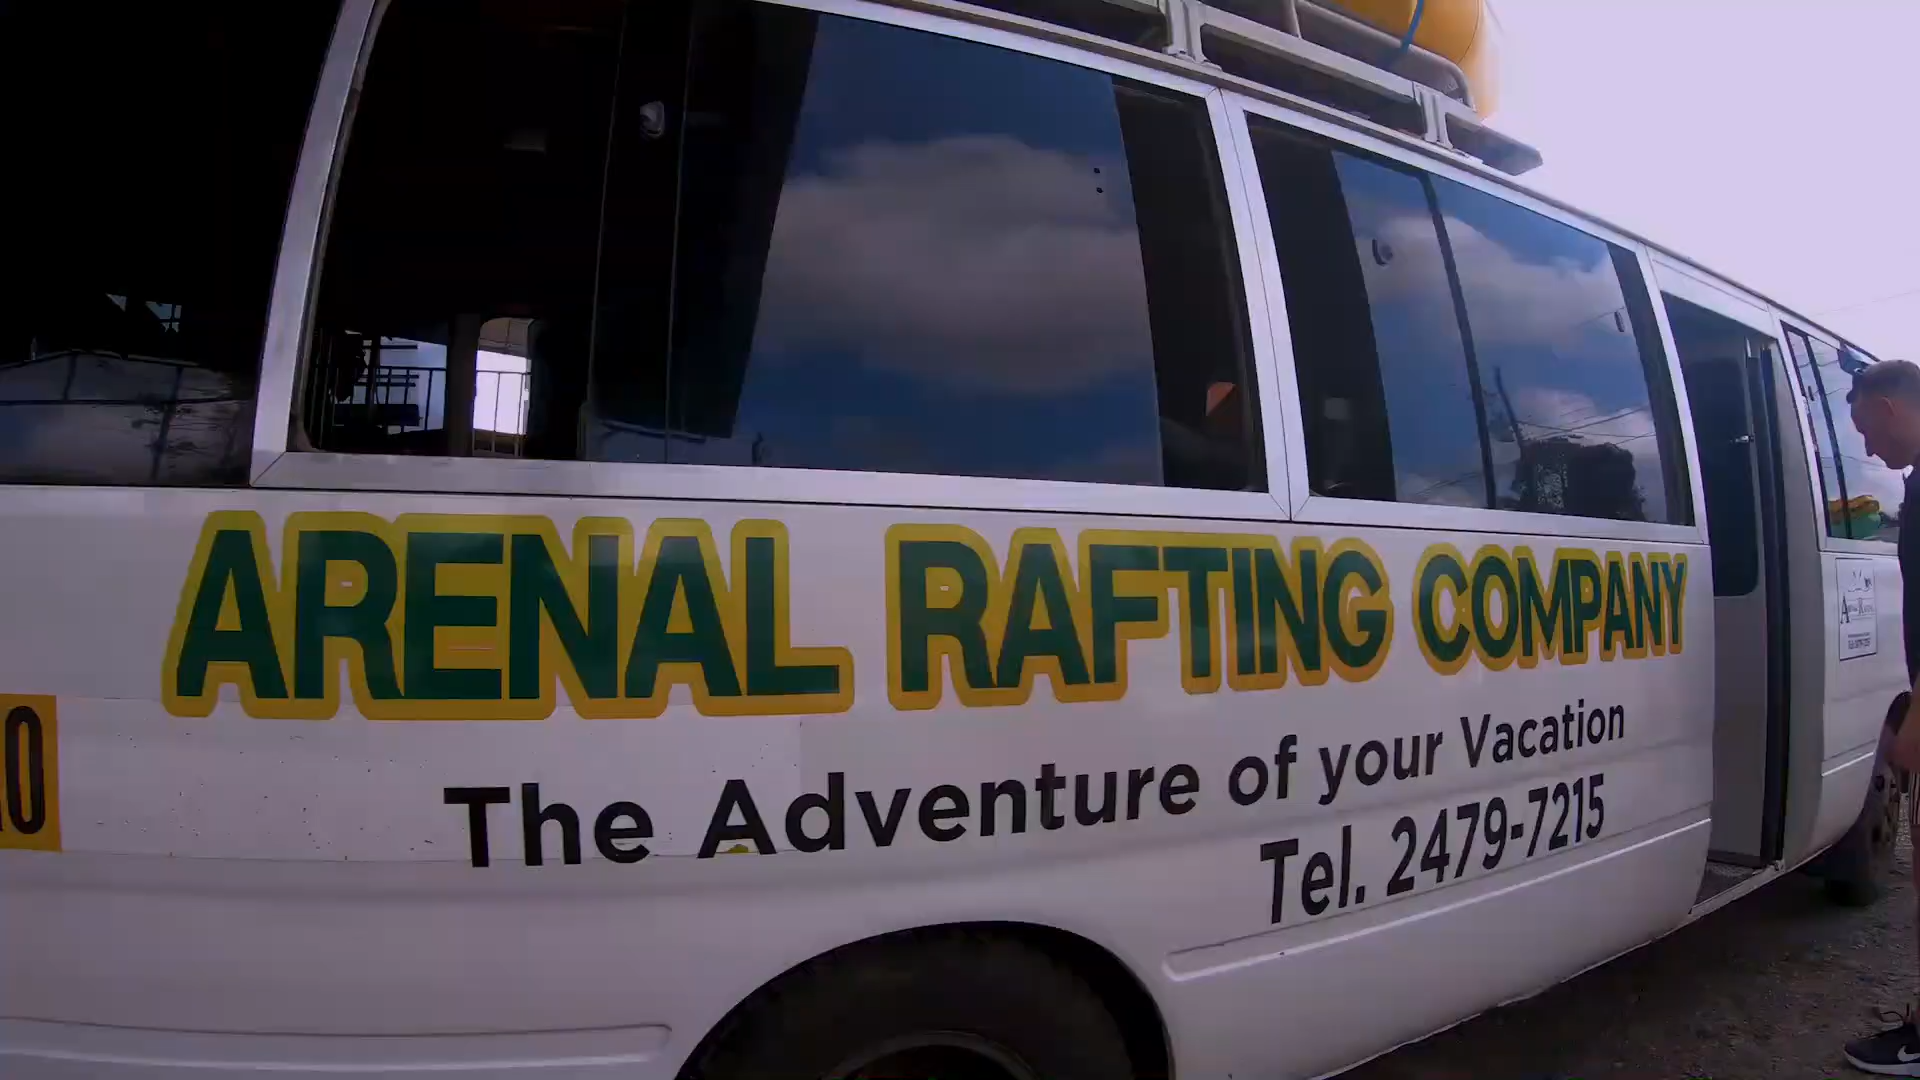 ARENAL RAFTING COMPANY
The Adventure of your Vacation
Tel. 2479-7215